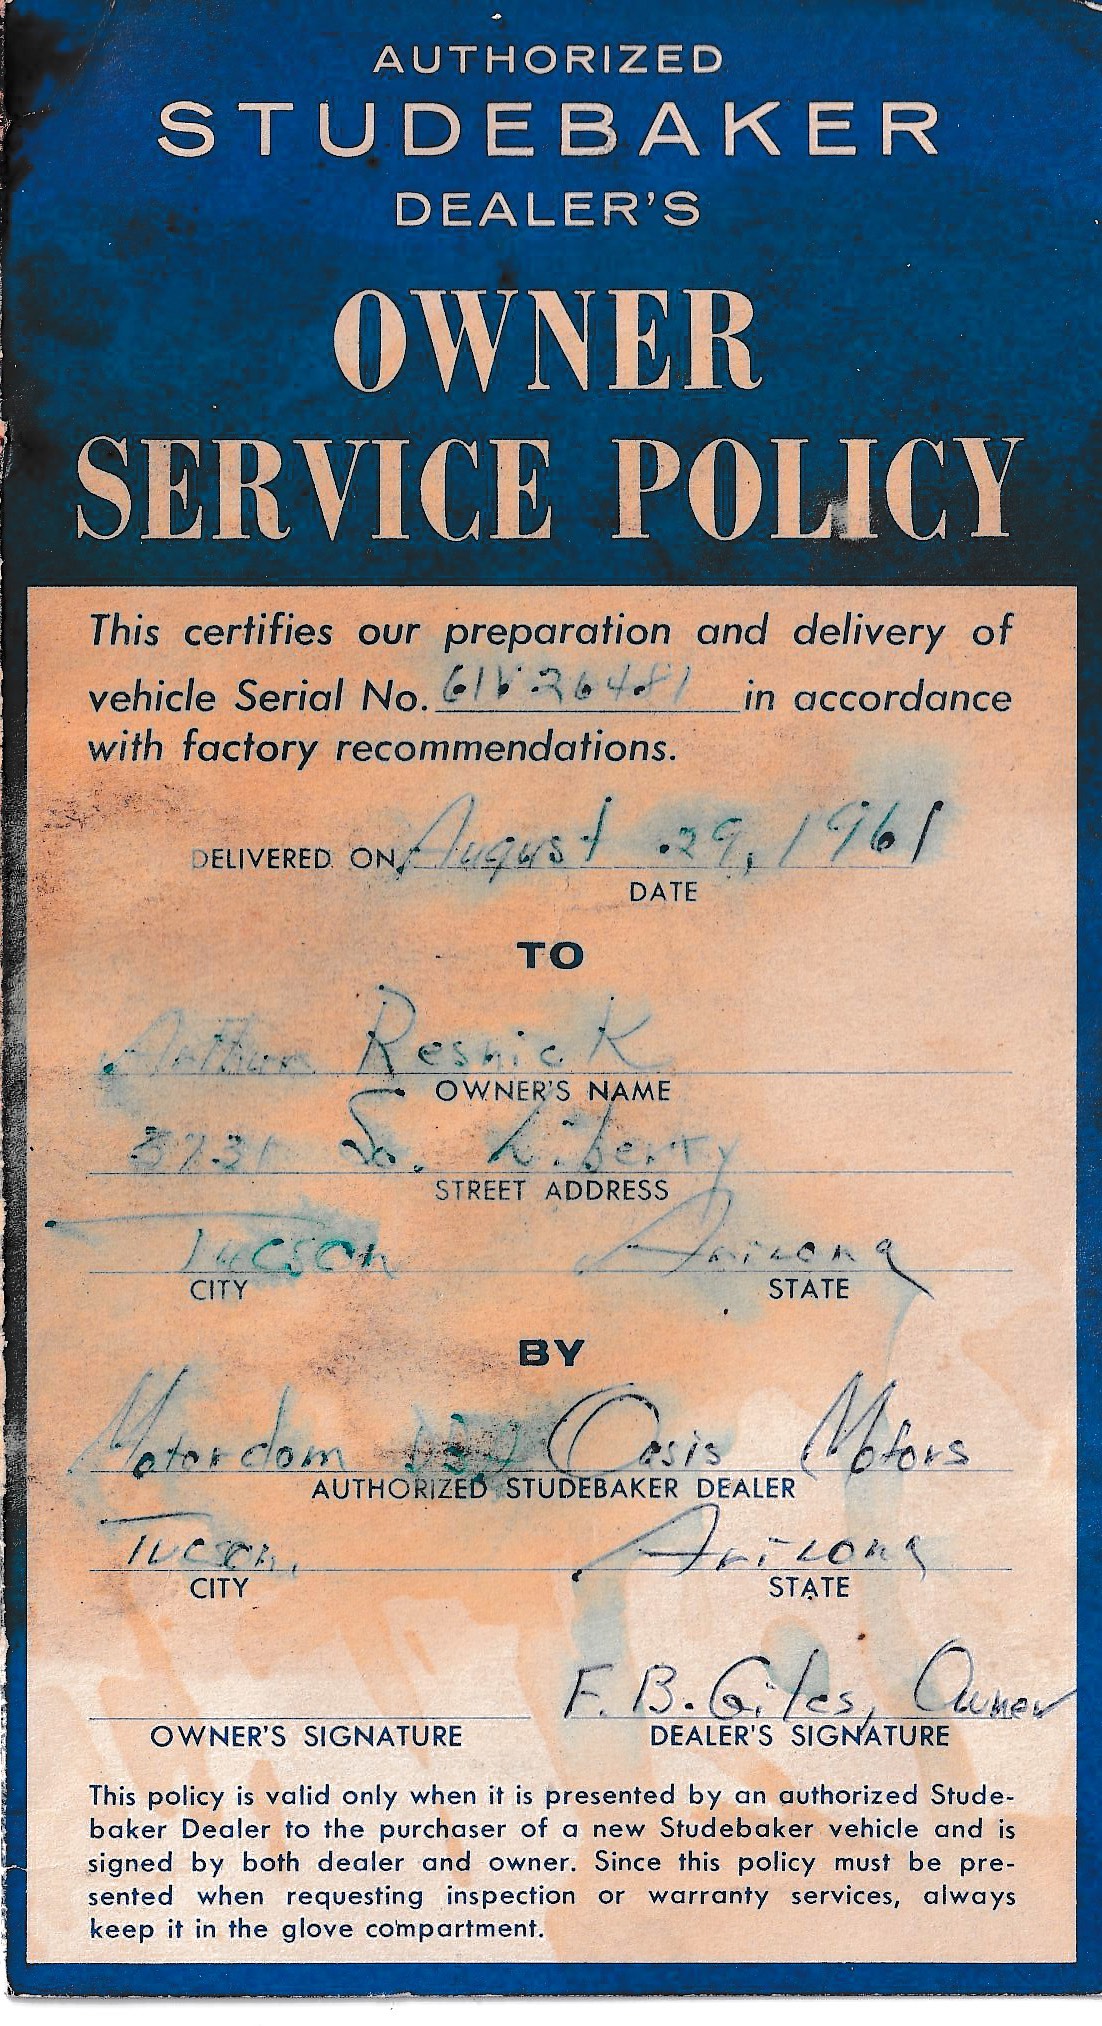 AUTHORIZED
STUDEBAKER
DEALER'S
OWNER
SERVICE POLICY
This certifies our preparation and delivery of
vehicle Serial No. 61V26481 in accordance
with factory recommendations.
DELIVERED ON August 29, 1961
DATE
TO
Arthur Resnick
OWNER'S NAME
3731 So. Liberty
STREET ADDRESS
Tucson Arizona
CITY STATE
BY
Motordom Oasis Motors
AUTHORIZED STUDEBAKER DEALER
Tucson, Arizona
CITY STATE
F. B. Giles, Owner
OWNER'S SIGNATURE DEALER'S SIGNATURE
This policy is valid only when it is presented by an authorized Stude-
baker Dealer to the purchaser of a new Studebaker vehicle and is
signed by both dealer and owner. Since this policy must be pre-
sented when requesting inspection or warranty services, always
keep it in the glove compartment.